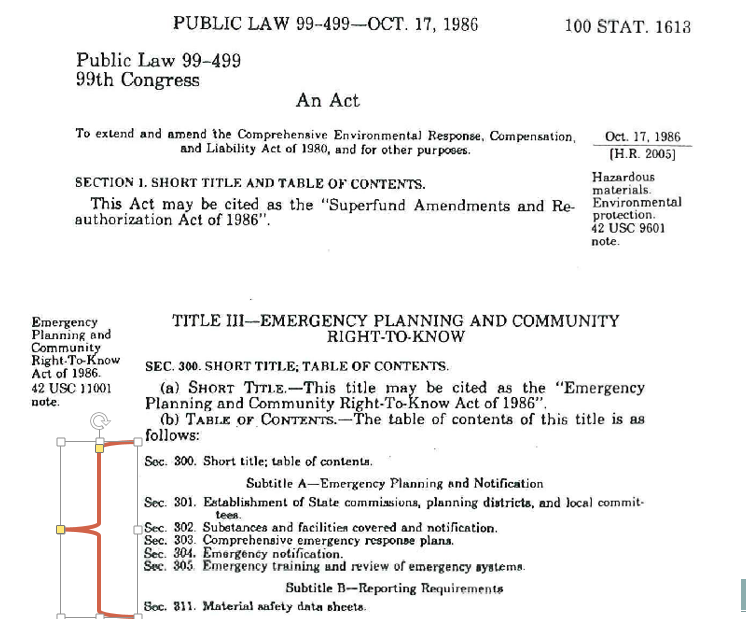 PUBLIC LAW 99-499—OCT. 17, 1986 100 STAT. 1613
Public Law 99-499
99th Congress
An Act
To extend and amend the Comprehensive Environmental Response, Compensation,
and Liability Act of 1980, and for other purposes.
Oct. 17, 1986
[H.R. 2005]
SECTION 1. SHORT TITLE AND TABLE OF CONTENTS.
This Act may be cited as the "Superfund Amendments and Re-
authorization Act of 1986".
Hazardous
materials.
Environmental
protection.
42 USC 9601
note.
Emergency
Planning and
Community
Right-To-Know
Act of 1986.
42 USC 11001
note.
TITLE III—EMERGENCY PLANNING AND COMMUNITY
RIGHT-TO-KNOW
SEC. 300. SHORT TITLE; TABLE OF CONTENTS.
(a) SHORT TITLE.—This title may be cited as the "Emergency
Planning and Community Right-To-Know Act of 1986".
(b) TABLE OF CONTENTS.—The table of contents of this title is as
follows:
Sec. 300. Short title; table of contents.
Subtitle A—Emergency Planning and Notification
Sec. 301. Establishment of State commissions, planning districts, and local commit-
tees.
Sec. 302. Substances and facilities covered and notification.
Sec. 303. Comprehensive emergency response plans.
Sec. 304. Emergency notification.
Sec. 305. Emergency training and review of emergency systems.
Subtitle B—Reporting Requirements
Sec. 311. Material safety data sheets.